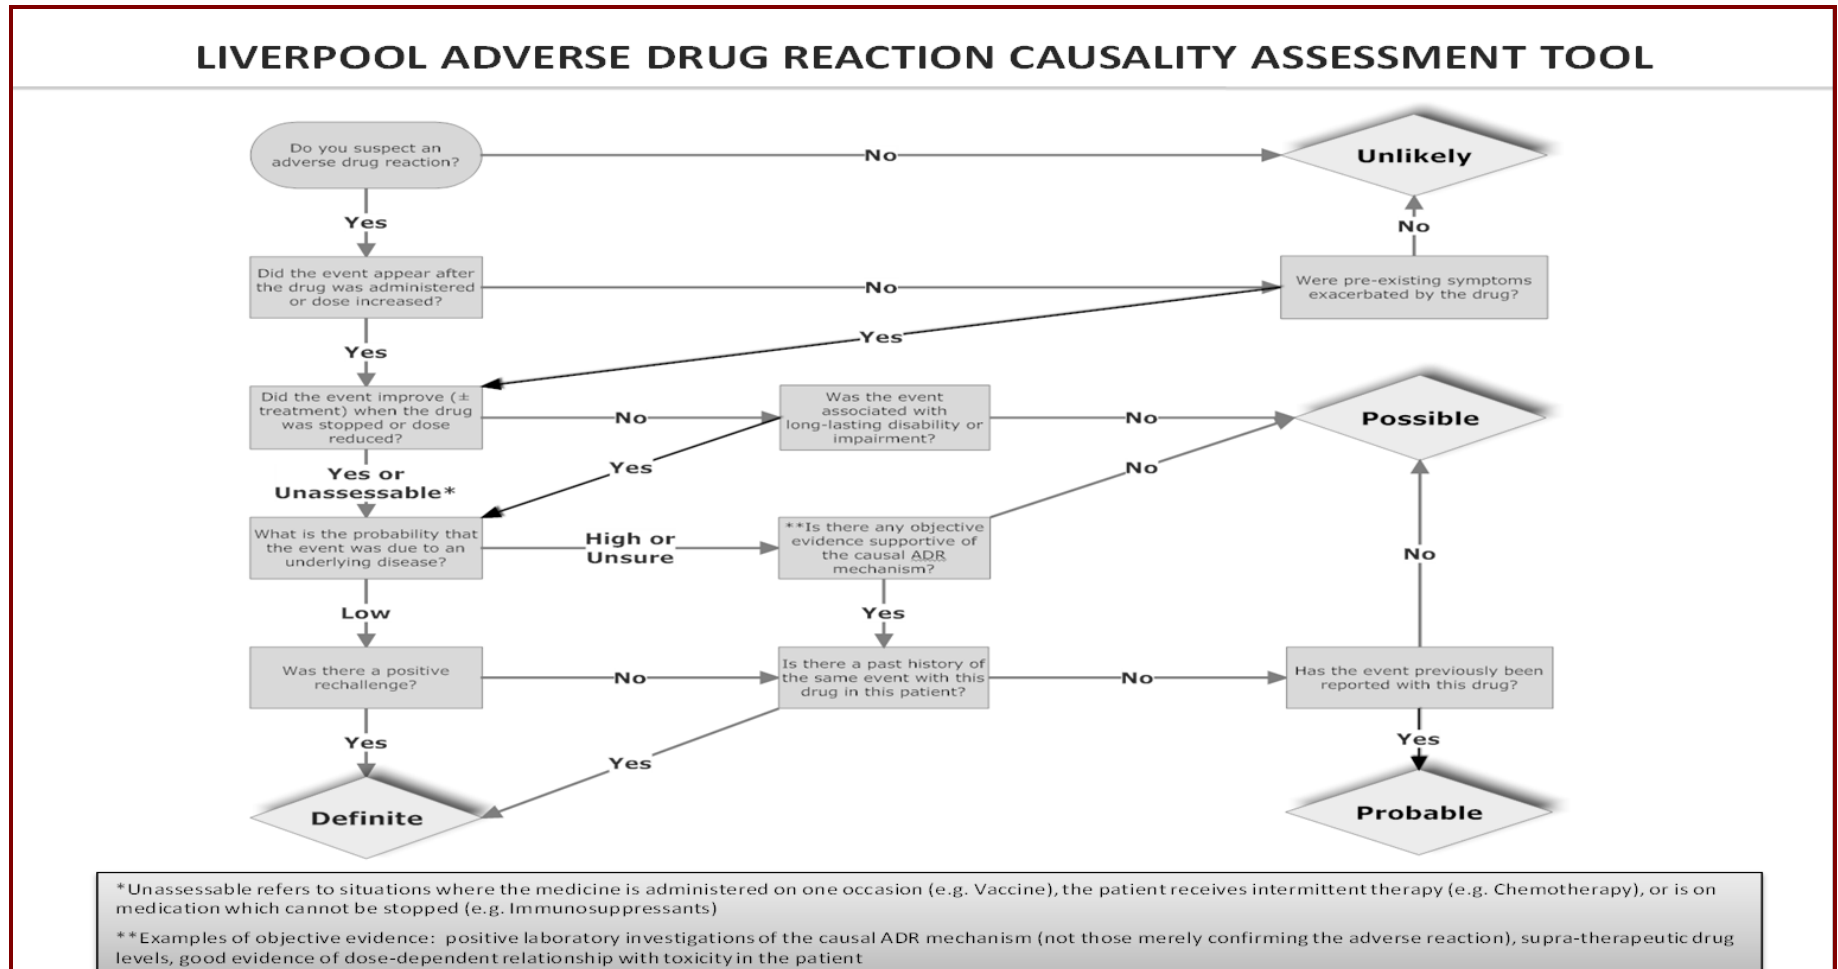 LIVERPOOL ADVERSE DRUG REACTION CAUSALITY ASSESSMENT TOOL
Do you suspect an
adverse drug reaction?
No
Unlikely
Yes
No
Did the event appear after
the drug was administered
or dose increased?
No
Were pre-existing symptoms
exacerbated by the drug?
Yes
Yes
Did the event improve (±
treatment) when the drug
was stopped or dose
reduced?
No
Was the event
associated with
long-lasting disability or
impairment?
No
Possible
Yes or
Unassessable*
Yes
No
What is the probability that
the event was due to an
underlying disease?
High or
Unsure
**Is there any objective
evidence supportive of
the causal ADR
mechanism?
No
Low
Yes
Was there a positive
rechallenge?
No
Is there a past history of
the same event with this
drug in this patient?
No
Has the event previously been
reported with this drug?
Yes
Yes
Yes
Definite
Probable
*Unassessable refers to situations where the medicine is administered on one occasion (e.g. Vaccine), the patient receives intermittent therapy (e.g. Chemotherapy), or is on
medication which cannot be stopped (e.g. Immunosuppressants)
**Examples of objective evidence: positive laboratory investigations of the causal ADR mechanism (not those merely confirming the adverse reaction), supra-therapeutic drug
levels, good evidence of dose-dependent relationship with toxicity in the patient